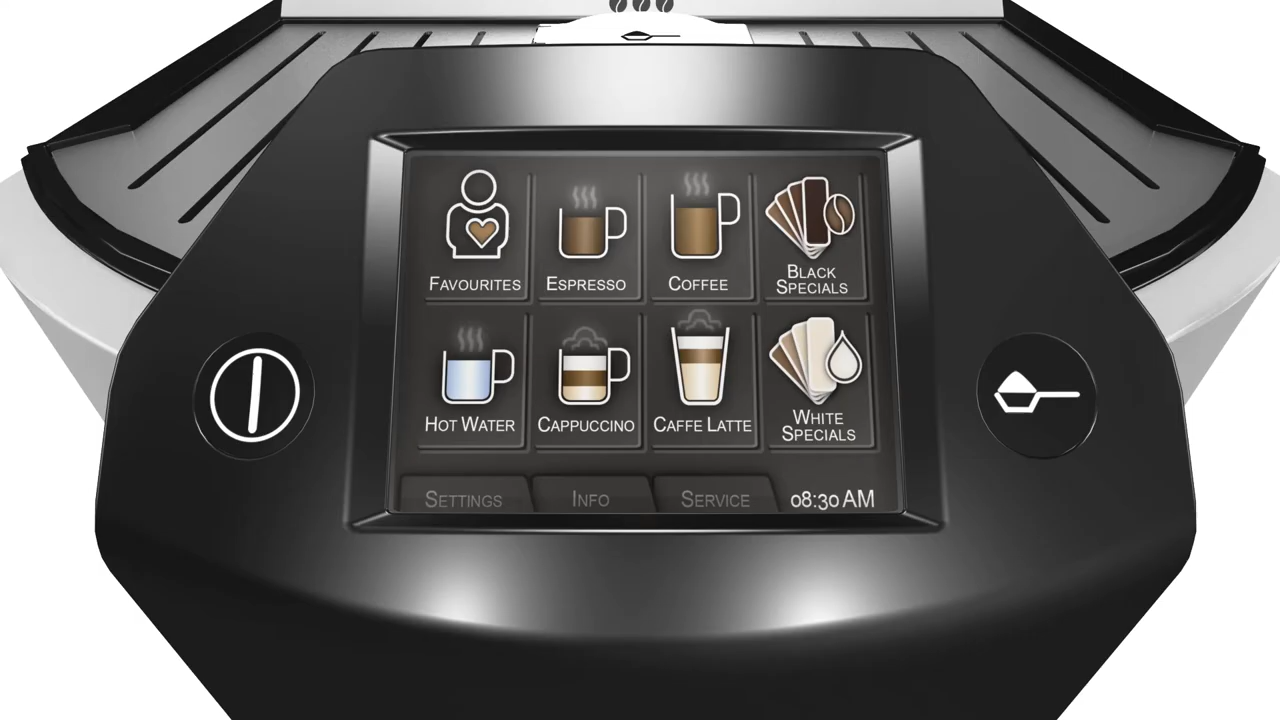 FAVOURITES
ESPRESSO
COFFEE
BLACK
SPECIALS
HOT WATER
CAPPUCCINO
CAFFE LATTE
WHITE
SPECIALS
SETTINGS
INFO
SERVICE
08:30 AM